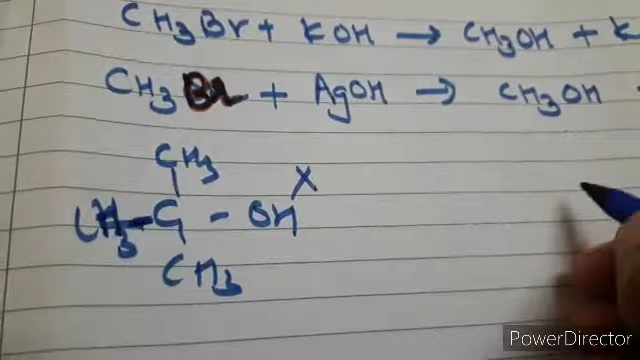 CH3Br + KOH → CH3OH + K
CH3Br + AgOH → CH3OH
CH3
X
CH3-C-OH
CH3
PowerDirector